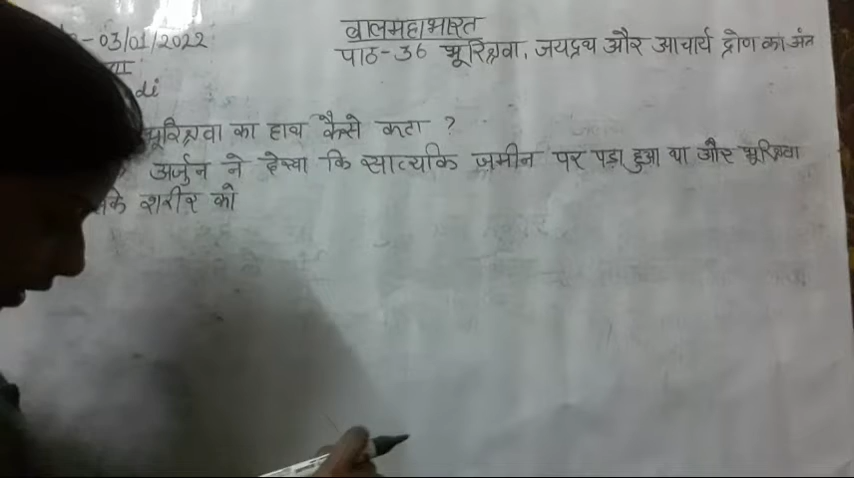 बालमहाभारत
-03/01/2022
पाठ-36 भूरिश्रवा, जयद्रथ और आचार्य द्रोण का अंत
di
भूरिश्रवा का हाथ कैसे कटा ?
अर्जुन ने देखा कि स्यात्यकि ज़मीन पर पड़ा हुआ था और भूरिश्रवा
के शरीर को